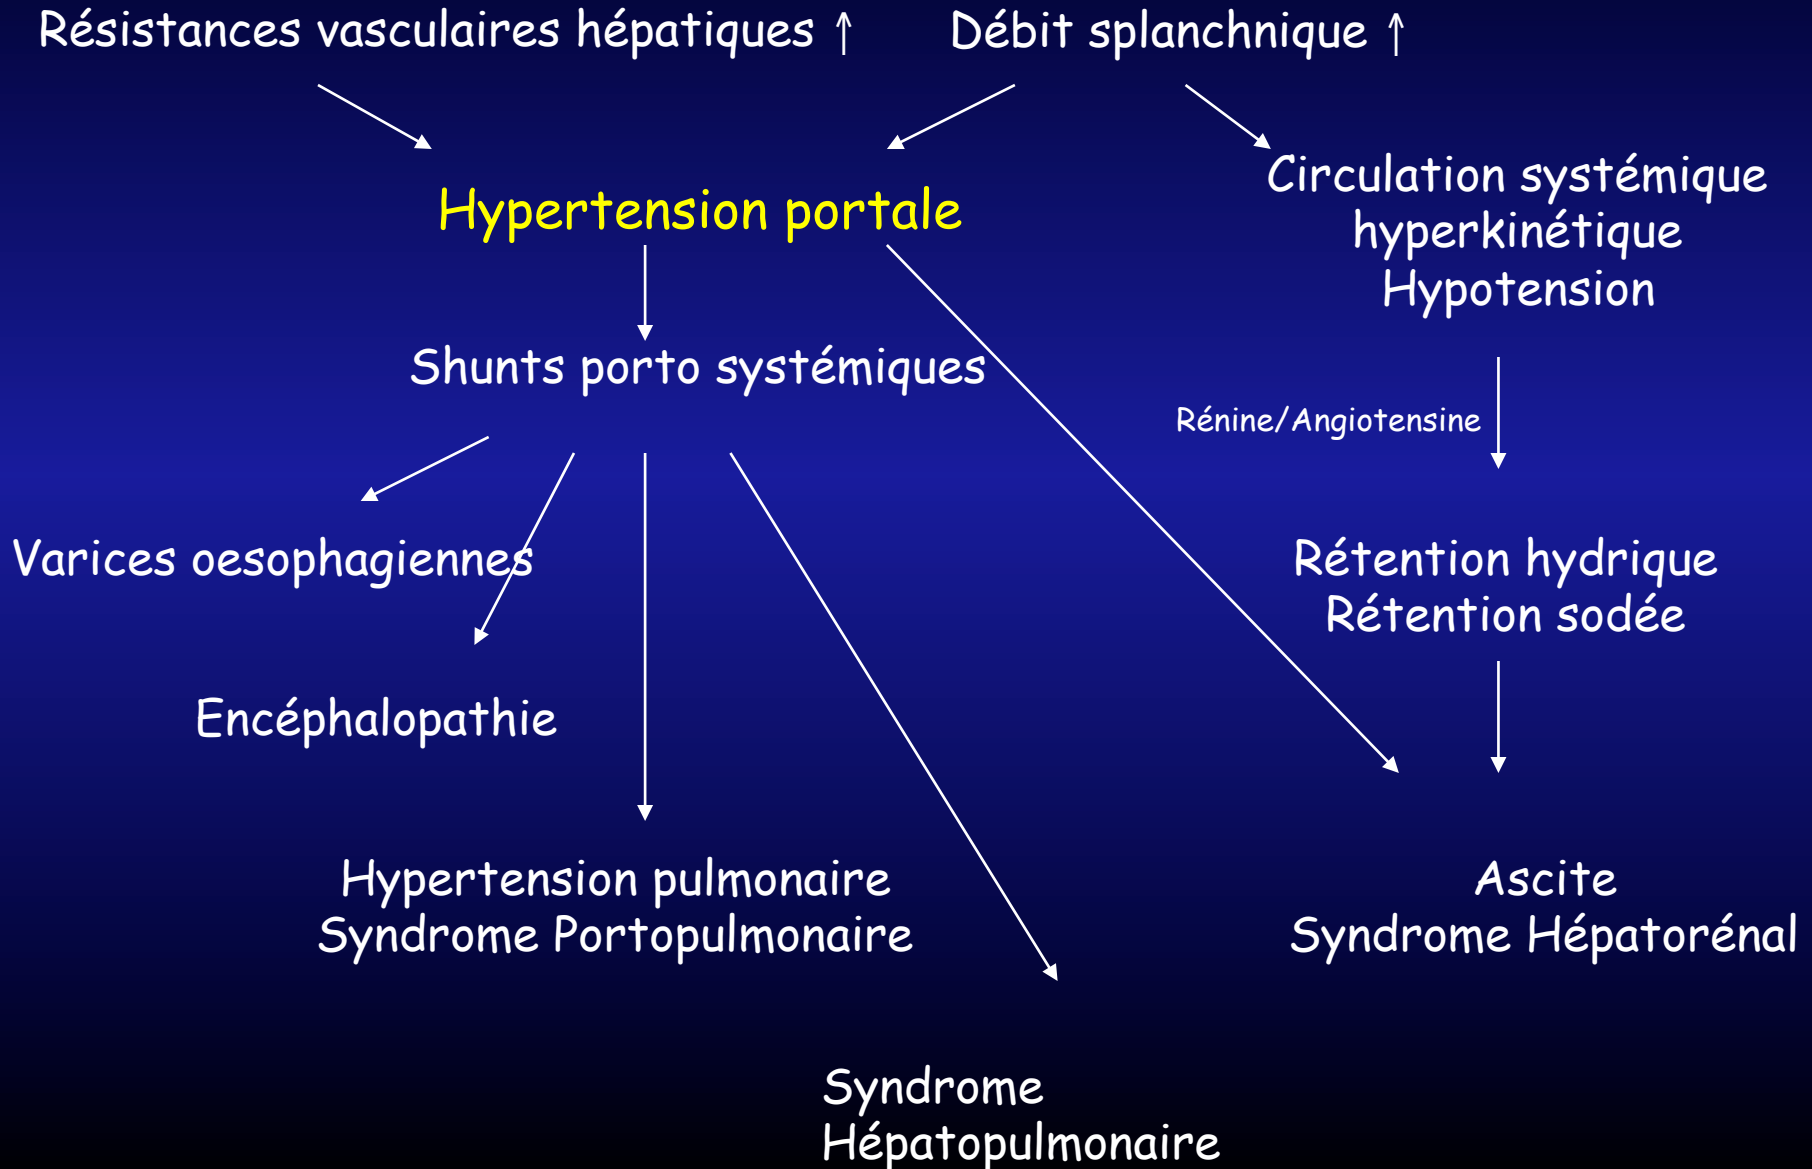 Résistances vasculaires hépatiques ↑
Débit splanchnique ↑
Hypertension portale
Circulation systémique
hyperkinétique
Hypotension
Shunts porto systémiques
Rénine/Angiotensine
Varices oesophagiennes
Rétention hydrique
Rétention sodée
Encéphalopathie
Hypertension pulmonaire
Syndrome Portopulmonaire
Ascite
Syndrome Hépatorénal
Syndrome
Hépatopulmonaire